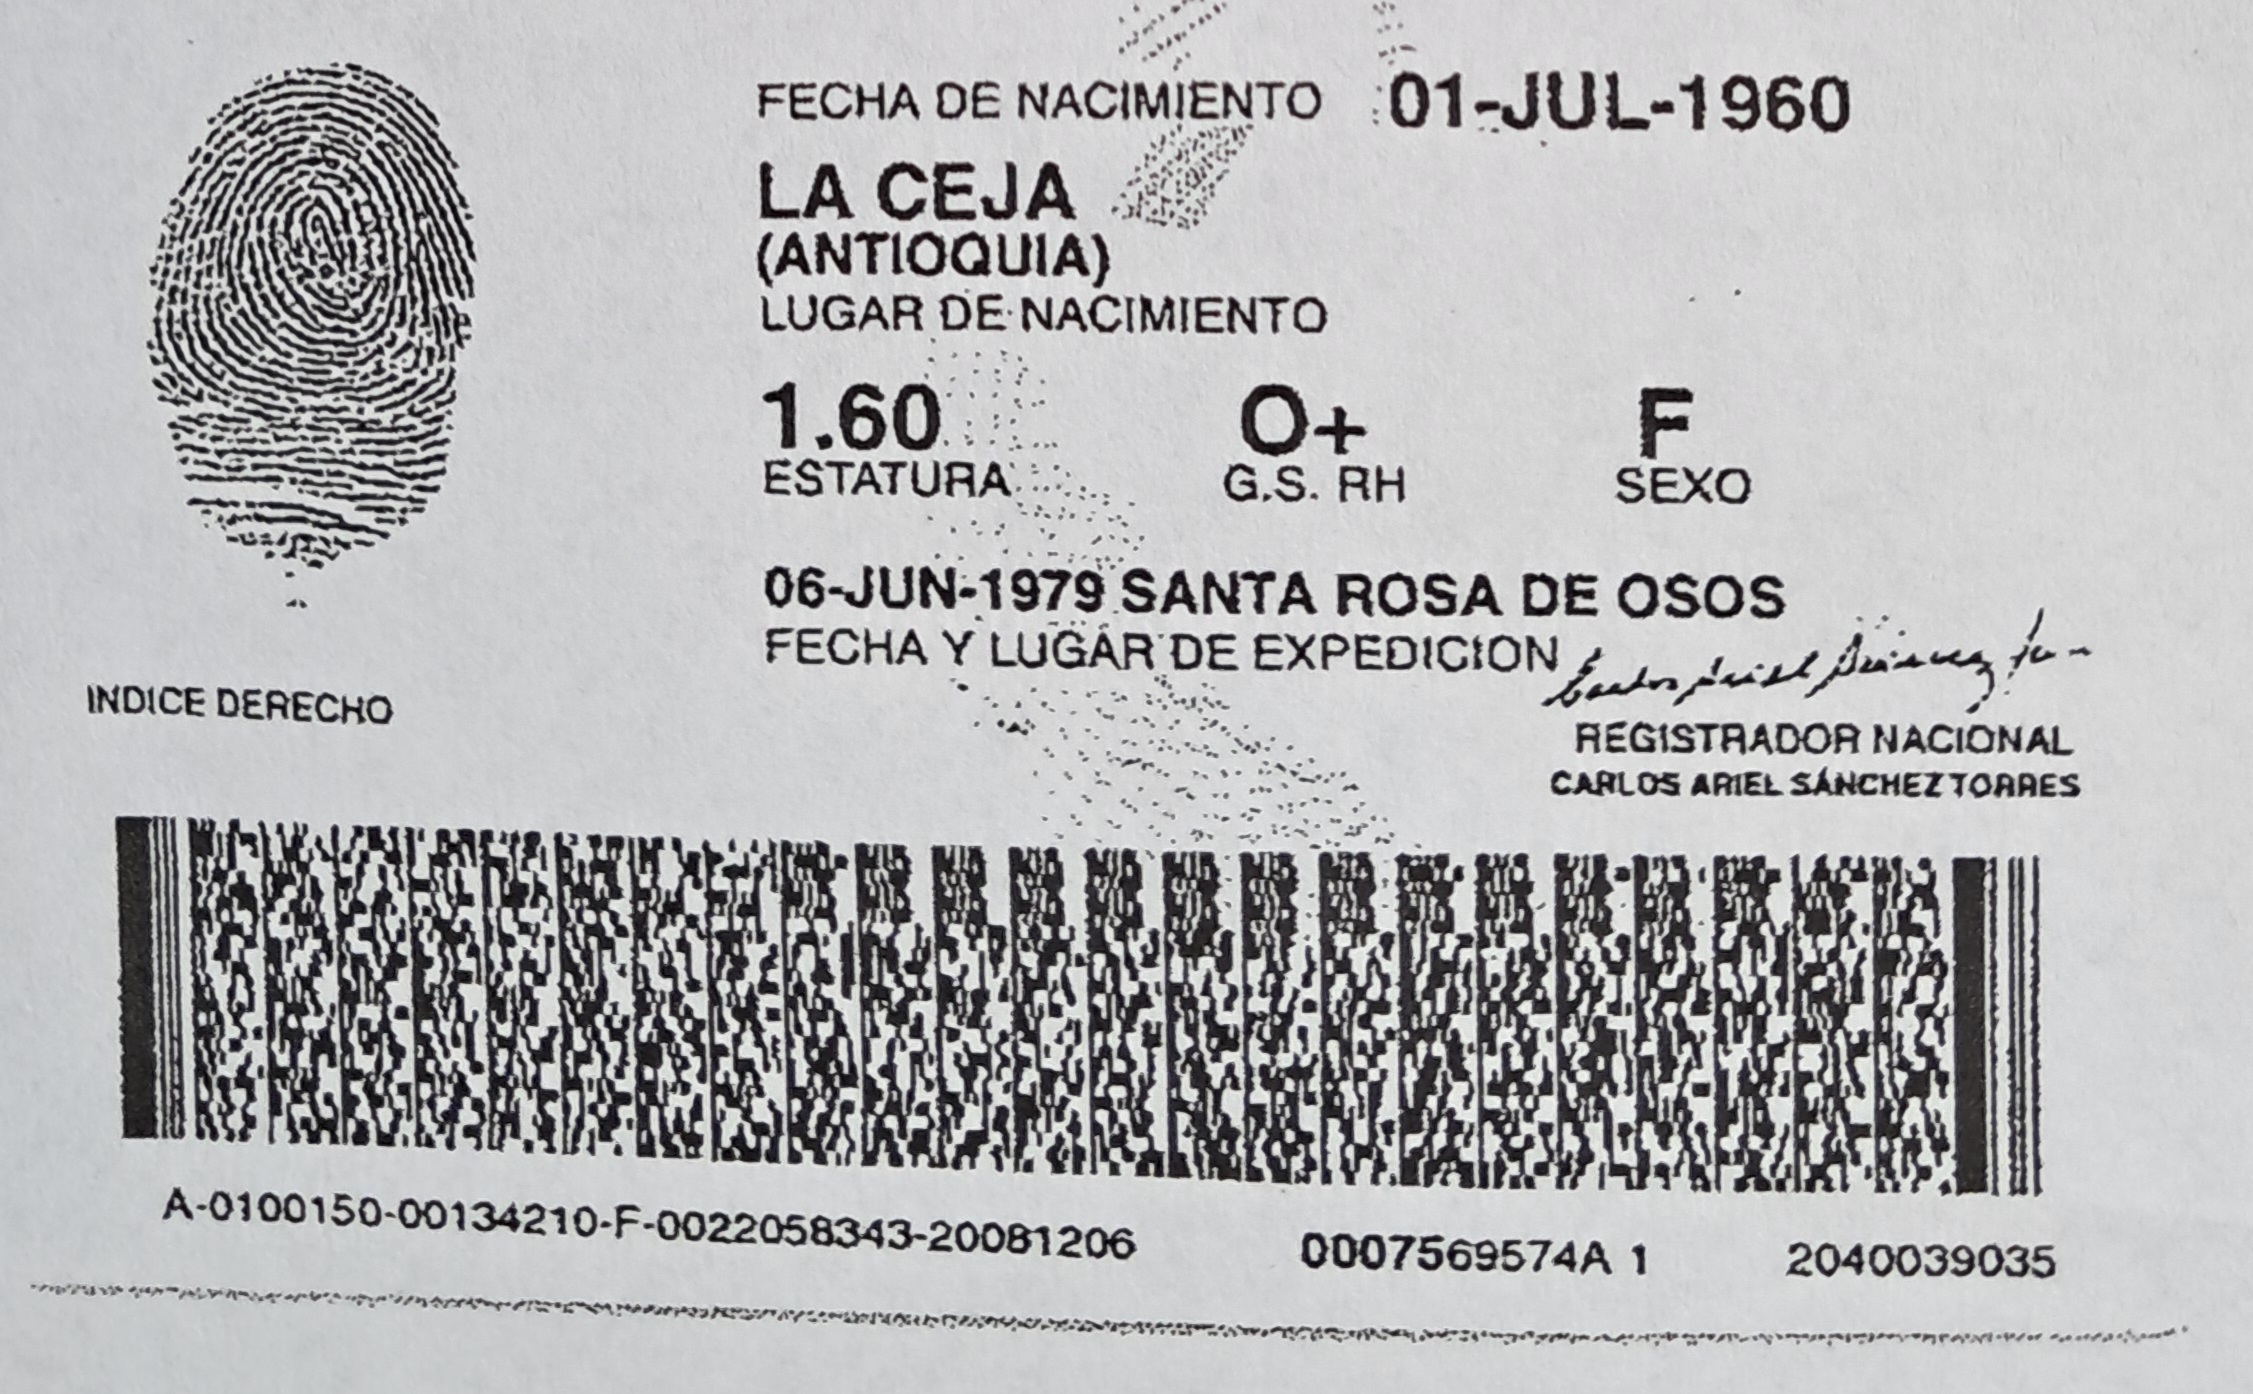 FECHA DE NACIMIENTO 01-JUL-1960
LA CEJA
(ANTIOQUIA)
LUGAR DE NACIMIENTO
1.60 O+ F
ESTATURA G.S. RH SEXO
06-JUN-1979 SANTA ROSA DE OSOS
FECHA Y LUGAR DE EXPEDICION
INDICE DERECHO
REGISTRADOR NACIONAL
CARLOS ARIEL SÁNCHEZ TORRES
A-0100150-00134210-F-0022058343-20081206 0007569574A 1 2040039035